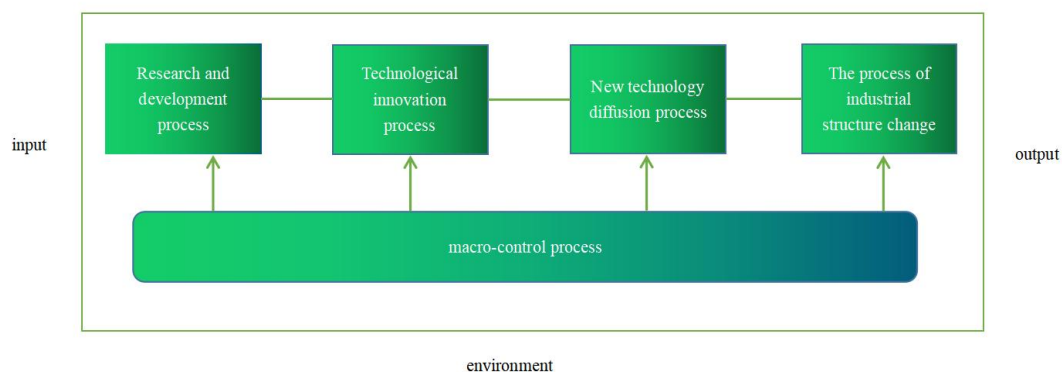 input
Research and
development
process
Technological
innovation
process
New technology
diffusion process
The process of
industrial
structure change
output
macro-control process
environment